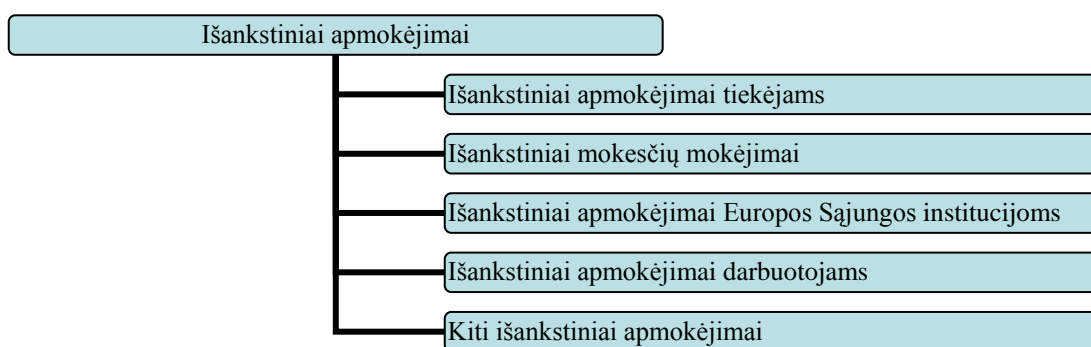 Išankstiniai apmokėjimai
Išankstiniai apmokėjimai tiekėjams
Išankstiniai mokesčių mokėjimai
Išankstiniai apmokėjimai Europos Sąjungos institucijoms
Išankstiniai apmokėjimai darbuotojams
Kiti išankstiniai apmokėjimai